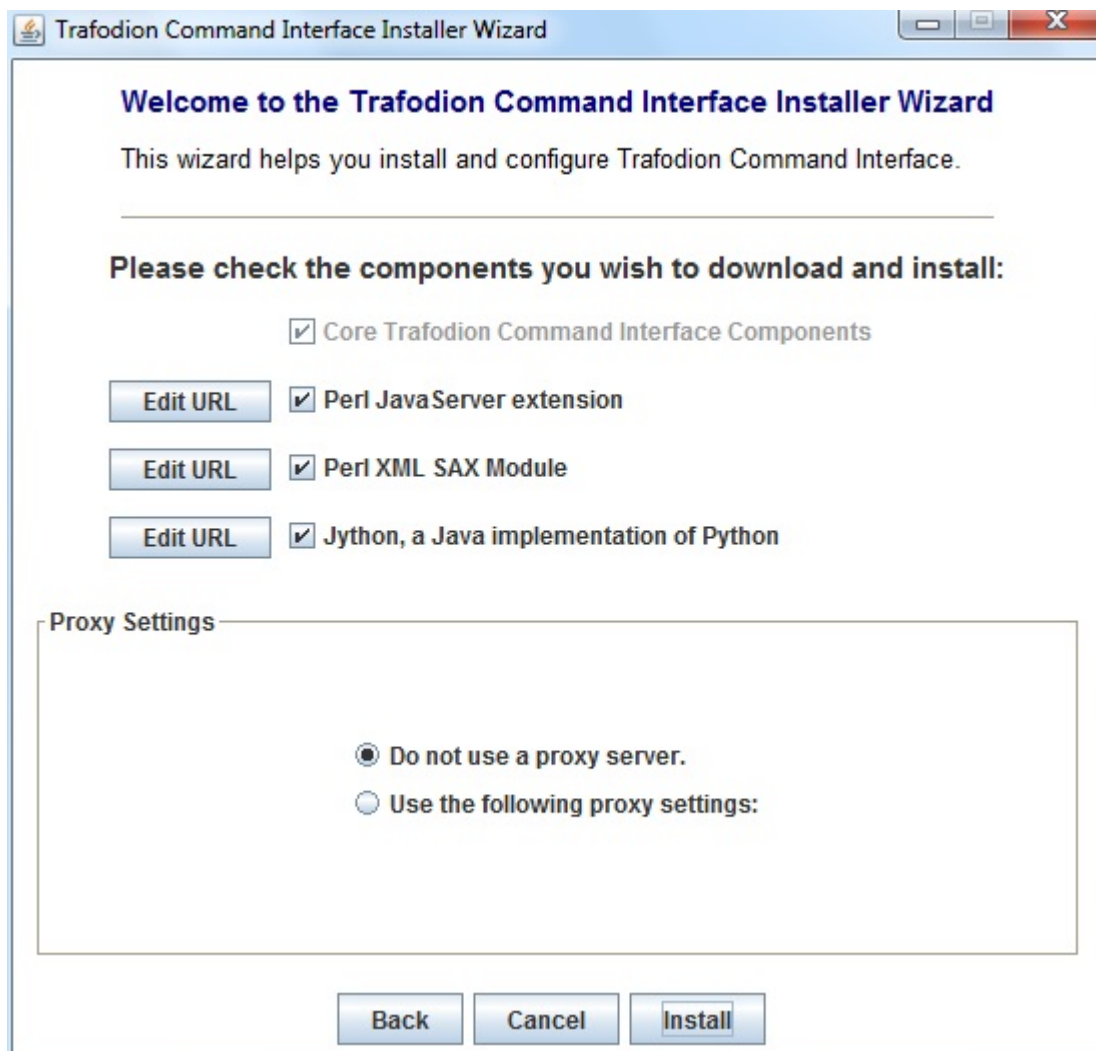 Trafodion Command Interface Installer Wizard
Welcome to the Trafodion Command Interface Installer Wizard
This wizard helps you install and configure Trafodion Command Interface.
Please check the components you wish to download and install:
Core Trafodion Command Interface Components
Edit URL Perl JavaServer extension
Edit URL Perl XML SAX Module
Edit URL Jython, a Java implementation of Python
Proxy Settings
Do not use a proxy server.
Use the following proxy settings:
Back Cancel Install